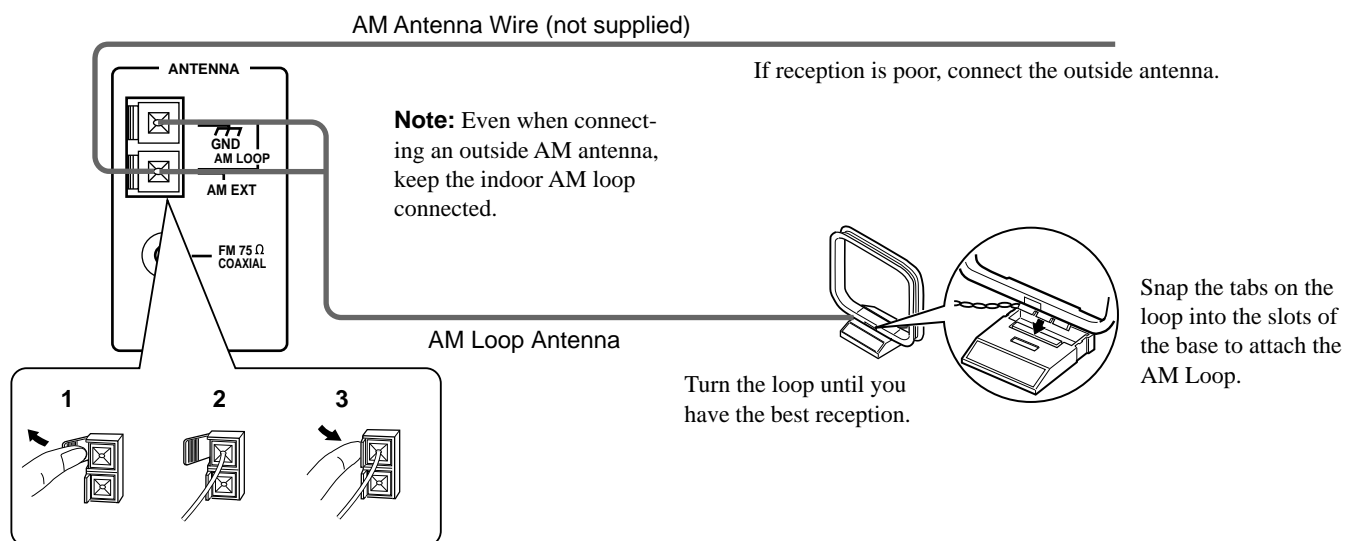 AM Antenna Wire (not supplied)
If reception is poor, connect the outside antenna.
ANTENNA
GND
AM LOOP
AM EXT
FM 75 Ω
COAXIAL
Note: Even when connect-
ing an outside AM antenna,
keep the indoor AM loop
connected.
AM Loop Antenna
Turn the loop until you
have the best reception.
Snap the tabs on the
loop into the slots of
the base to attach the
AM Loop.
1 2 3